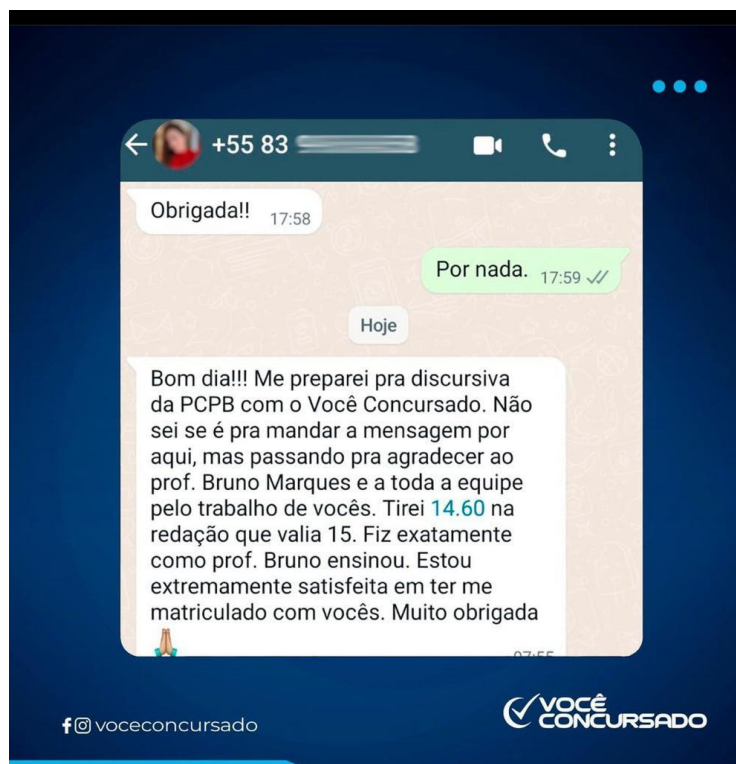 +55 83
Obrigada!! 17:58
Por nada. 17:59
Hoje
Bom dia!!! Me preparei pra discursiva
da PCPB com o Você Concursado. Não
sei se é pra mandar a mensagem por
aqui, mas passando pra agradecer ao
prof. Bruno Marques e a toda a equipe
pelo trabalho de vocês. Tirei 14.60 na
redação que valia 15. Fiz exatamente
como prof. Bruno ensinou. Estou
extremamente satisfeita em ter me
matriculado com vocês. Muito obrigada
voceconcursado
VOCÊ
CONCURSADO